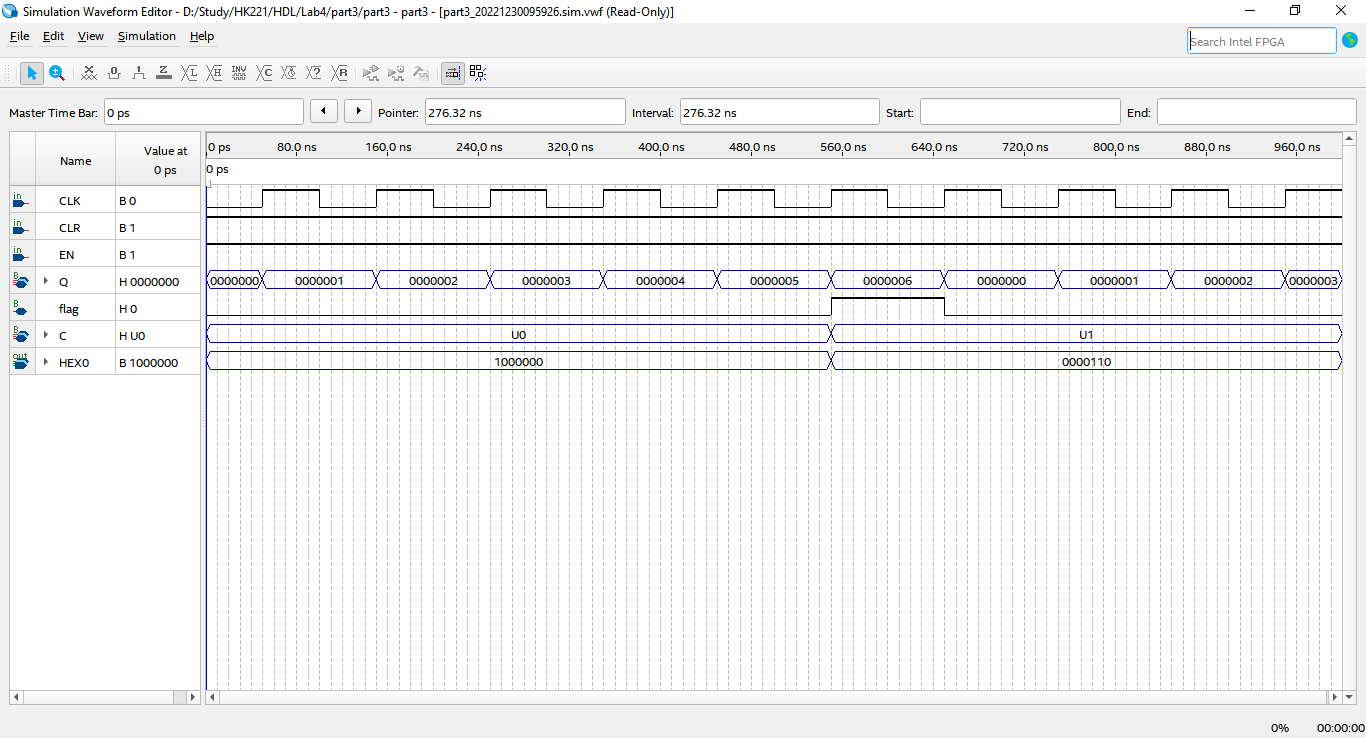 Simulation Waveform Editor - D:/Study/HK221/HDL/Lab4/part3/part3 - part3 - [part3_20221230095926.sim.vwf (Read-Only)]
File Edit View Simulation Help
Search Intel FPGA
Master Time Bar: 0 ps Pointer: 276.32 ns Interval: 276.32 ns Start: End:
Name Value at 0 ps
0 ps 80.0 ns 160.0 ns 240.0 ns 320.0 ns 400.0 ns 480.0 ns 560.0 ns 640.0 ns 720.0 ns 800.0 ns 880.0 ns 960.0 ns
0 ps
in CLK B 0
in CLR B 1
in EN B 1
B Q H 0000000 0000000 0000001 0000002 0000003 0000004 0000005 0000006 0000000 0000001 0000002 0000003
B flag H 0
B C H U0 U0 U1
out HEX0 B 1000000 1000000 0000110
0% 00:00:00